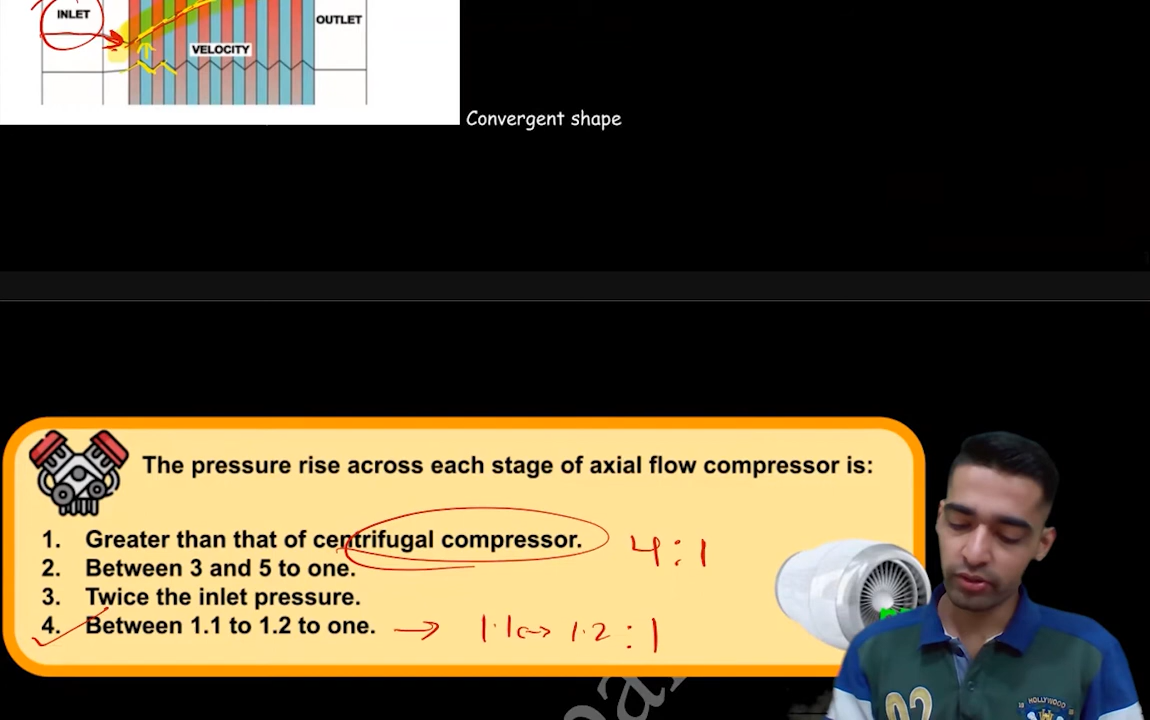 INLET
OUTLET
VELOCITY
Convergent shape
The pressure rise across each stage of axial flow compressor is:
1. Greater than that of centrifugal compressor.
4:1
2. Between 3 and 5 to one.
3. Twice the inlet pressure.
4. Between 1.1 to 1.2 to one. → 1.1 ↔ 1.2 : 1
HOLLYWOOD